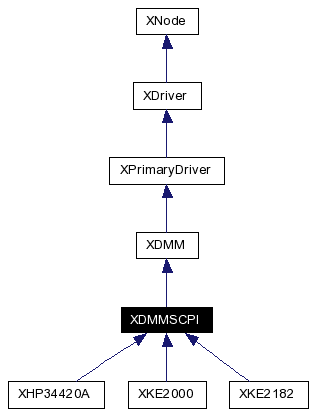 XNode
XDriver
XPrimaryDriver
XDMM
XDMMSCPI
XHP34420A XKE2000 XKE2182